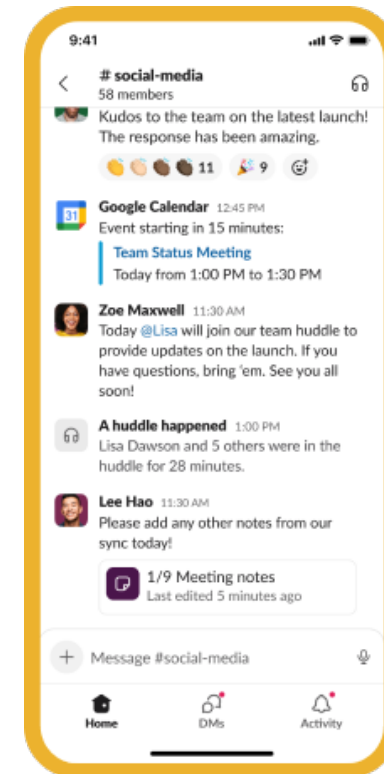 9:41
# social-media
58 members
Kudos to the team on the latest launch!
The response has been amazing.
11 9
31
Google Calendar 12:45 PM
Event starting in 15 minutes:
Team Status Meeting
Today from 1:00 PM to 1:30 PM
Zoe Maxwell 11:30 AM
Today @Lisa will join our team huddle to
provide updates on the launch. If you
have questions, bring ‘em. See you all
soon!
A huddle happened 1:00 PM
Lisa Dawson and 5 others were in the
huddle for 28 minutes.
Lee Hao 11:30 AM
Please add any other notes from our
sync today!
1/9 Meeting notes
Last edited 5 minutes ago
Message #social-media
Home DMs Activity